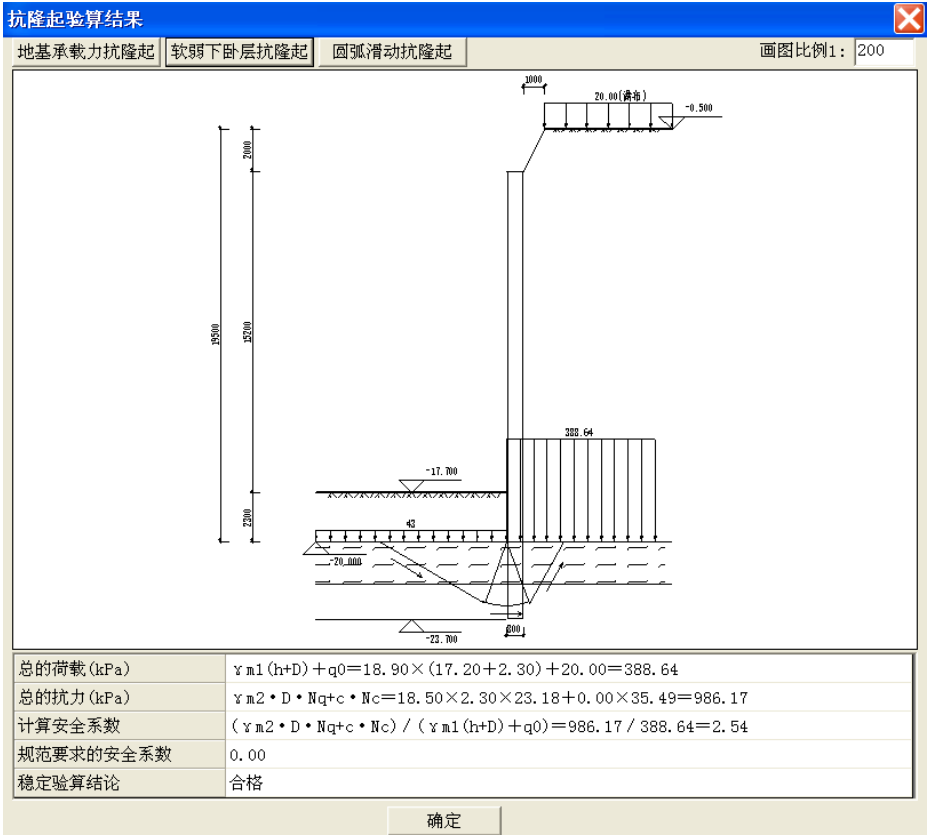 抗隆起验算结果
地基承载力抗隆起 软弱下卧层抗隆起 圆弧滑动抗隆起 画图比例1: 200
1000
20.00(满布)
-0.500
2000
19500
15200
388.64
-17.700
2300
43
-20.000
800
-23.700
总的荷载(kPa) γm1(h+D)+q0=18.90×(17.20+2.30)+20.00=388.64
总的抗力(kPa) γm2•D•Nq+c•Nc=18.50×2.30×23.18+0.00×35.49=986.17
计算安全系数 (γm2•D•Nq+c•Nc)/(γm1(h+D)+q0)=986.17/388.64=2.54
规范要求的安全系数 0.00
稳定验算结论 合格
确定